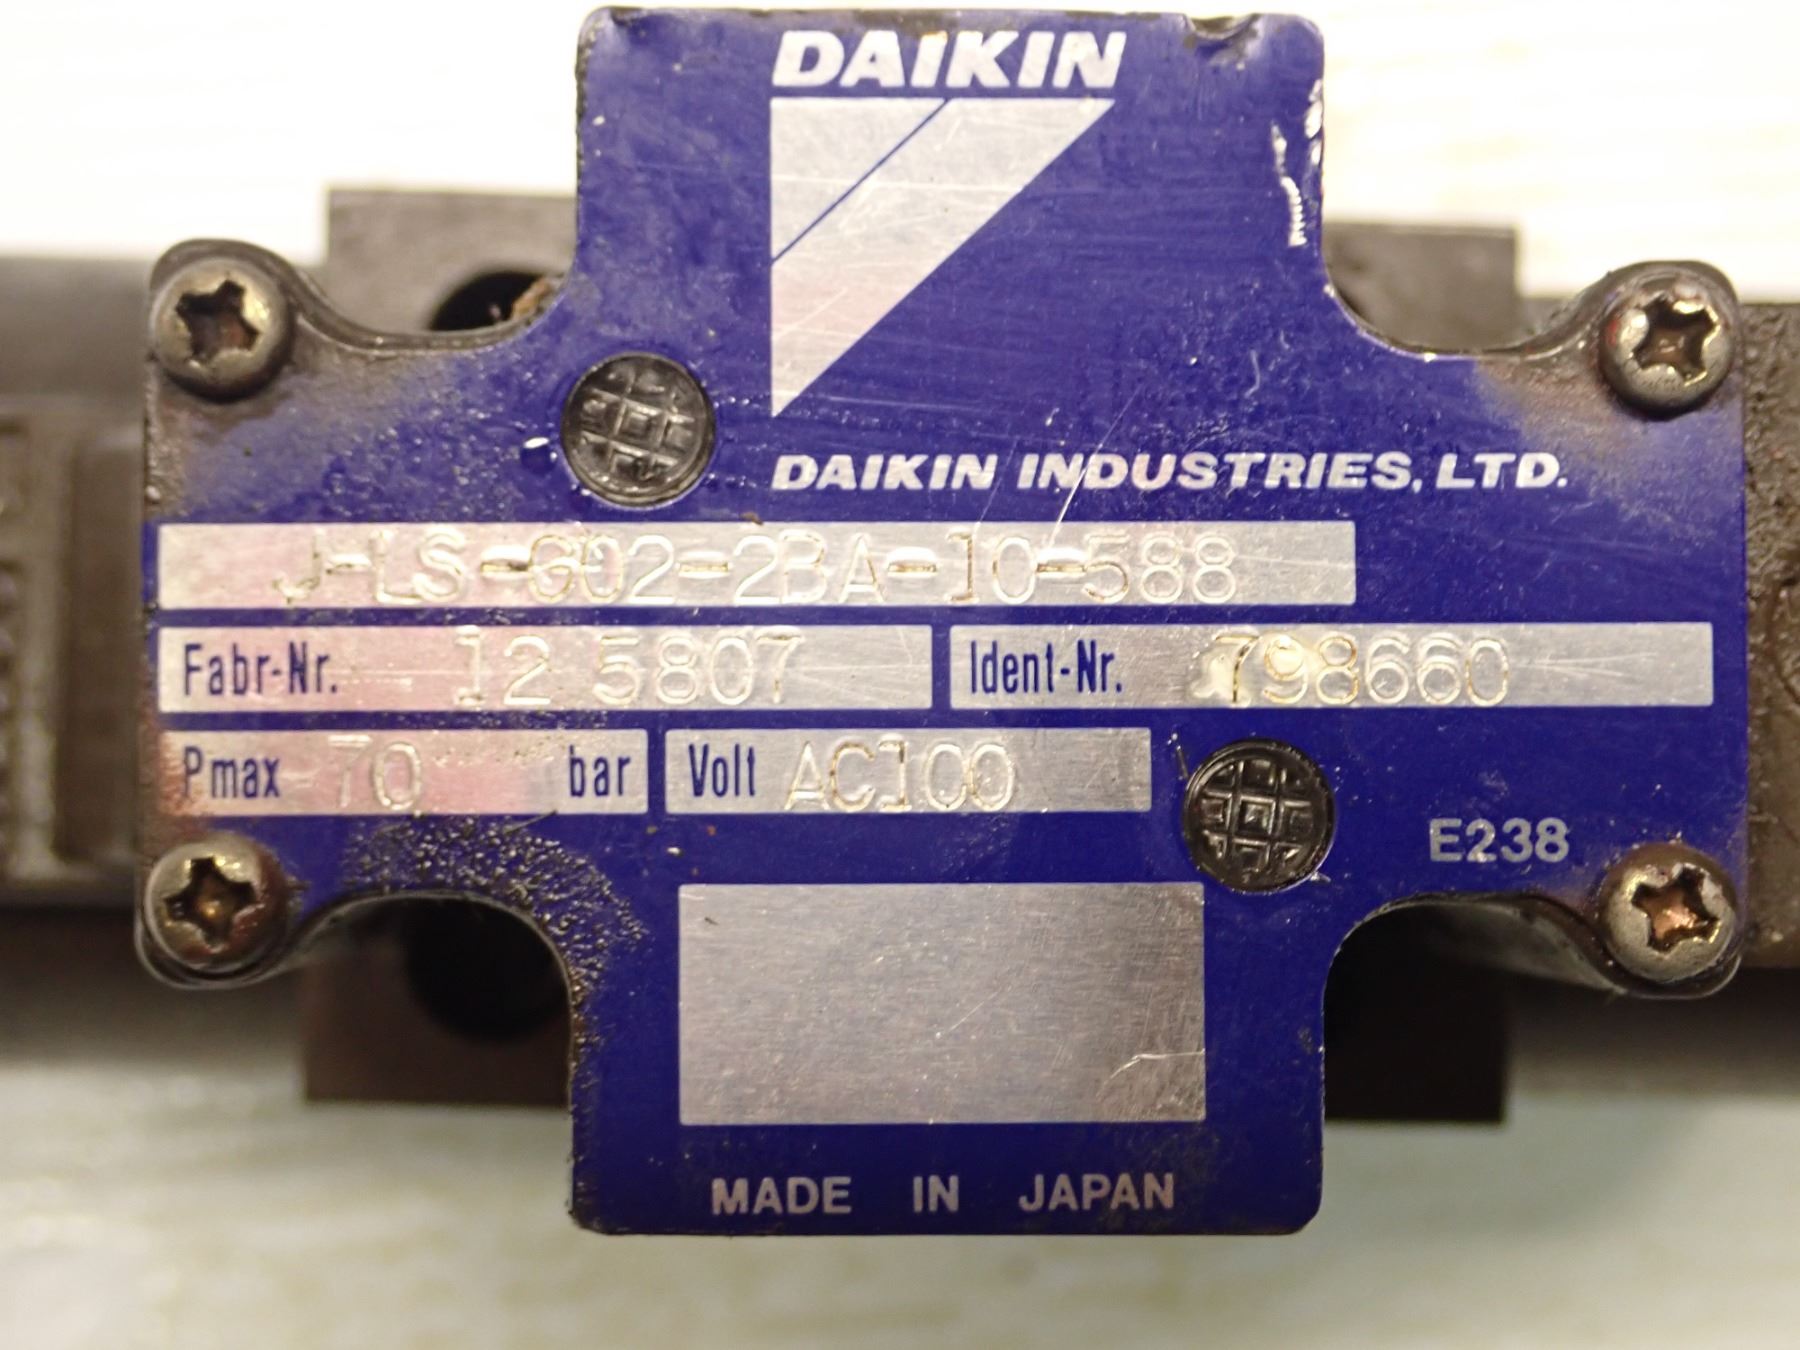 DAIKIN
DAIKIN INDUSTRIES, LTD.
J-LS-G02-2BA-10-588
Fabr-Nr. 12 5807 Ident-Nr. 798660
Pmax 70 bar Volt AC100
E238
MADE IN JAPAN